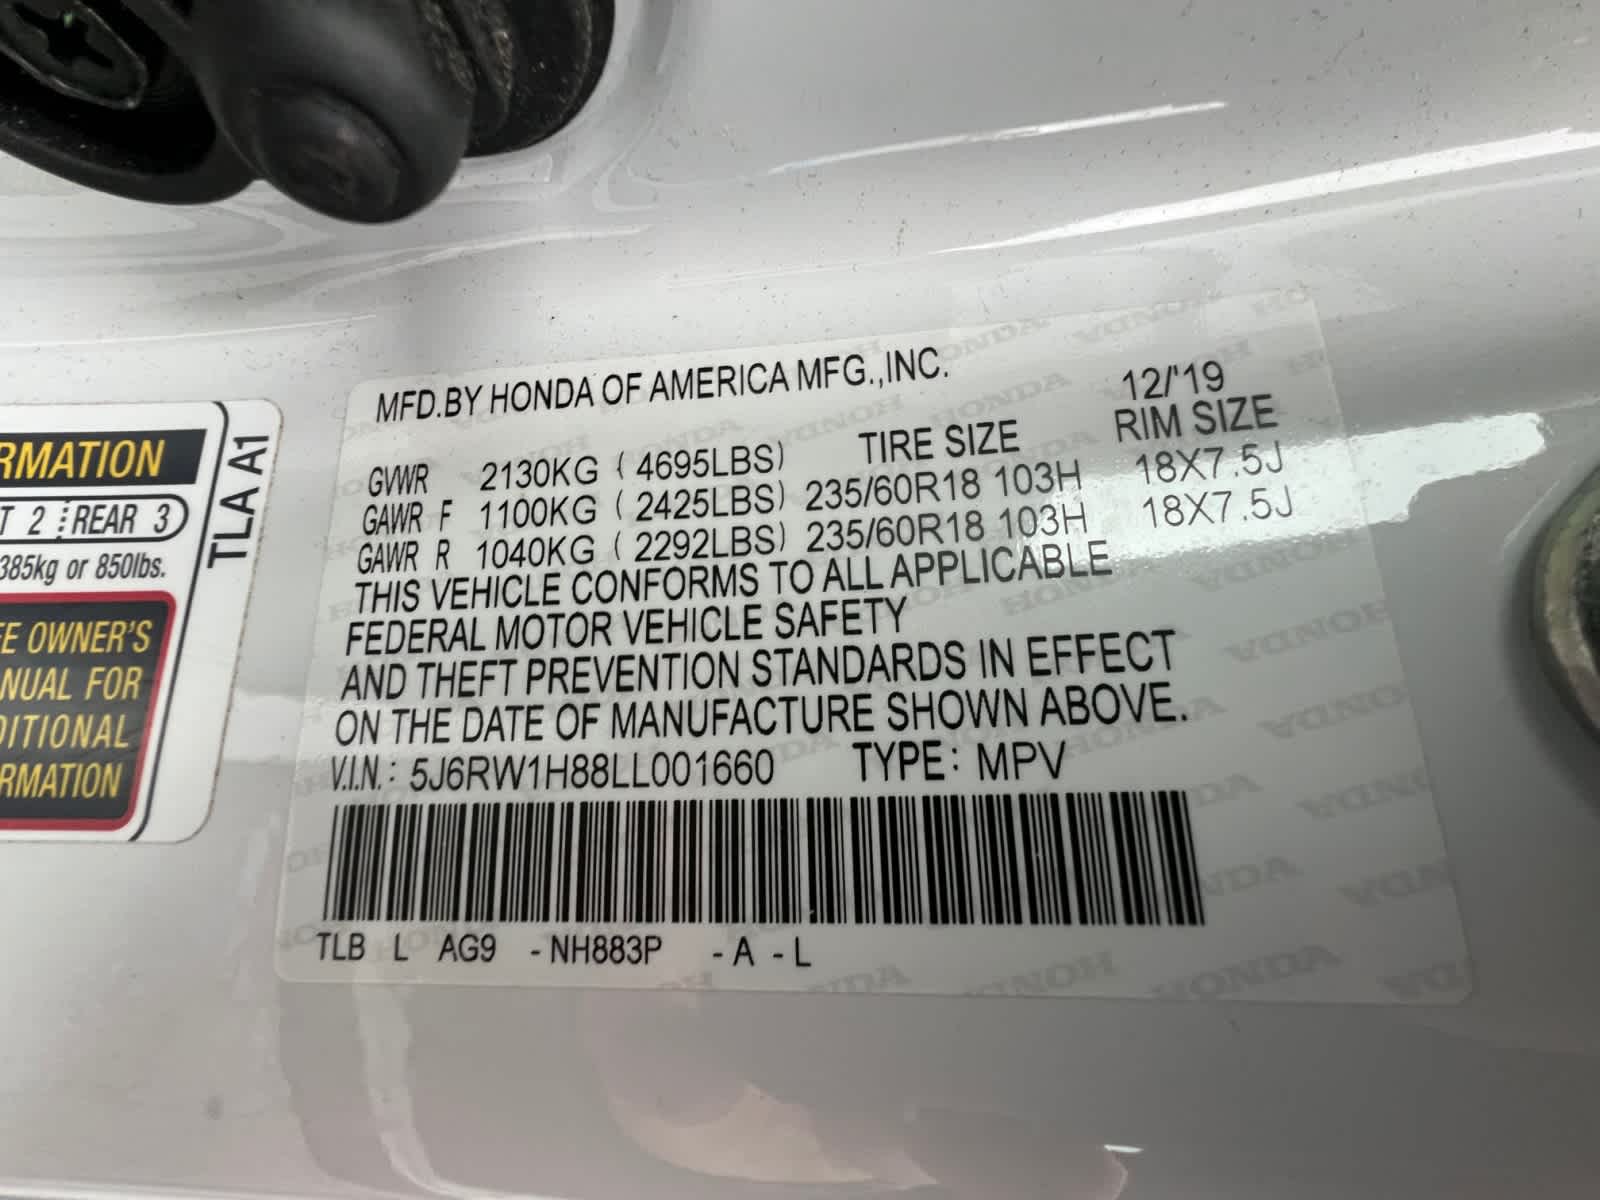 RMATION
T 2 REAR 3
385kg or 850lbs.
EE OWNER'S
NUAL FOR
DITIONAL
RMATION
TLA A1
MFD.BY HONDA OF AMERICA MFG.,INC. 12/'19
TIRE SIZE RIM SIZE
GVWR 2130KG ( 4695LBS)
GAWR F 1100KG ( 2425LBS) 235/60R18 103H 18X7.5J
GAWR R 1040KG ( 2292LBS) 235/60R18 103H 18X7.5J
THIS VEHICLE CONFORMS TO ALL APPLICABLE
FEDERAL MOTOR VEHICLE SAFETY
AND THEFT PREVENTION STANDARDS IN EFFECT
ON THE DATE OF MANUFACTURE SHOWN ABOVE.
V.I.N.: 5J6RW1H88LL001660 TYPE: MPV
TLB L AG9 -NH883P -A -L